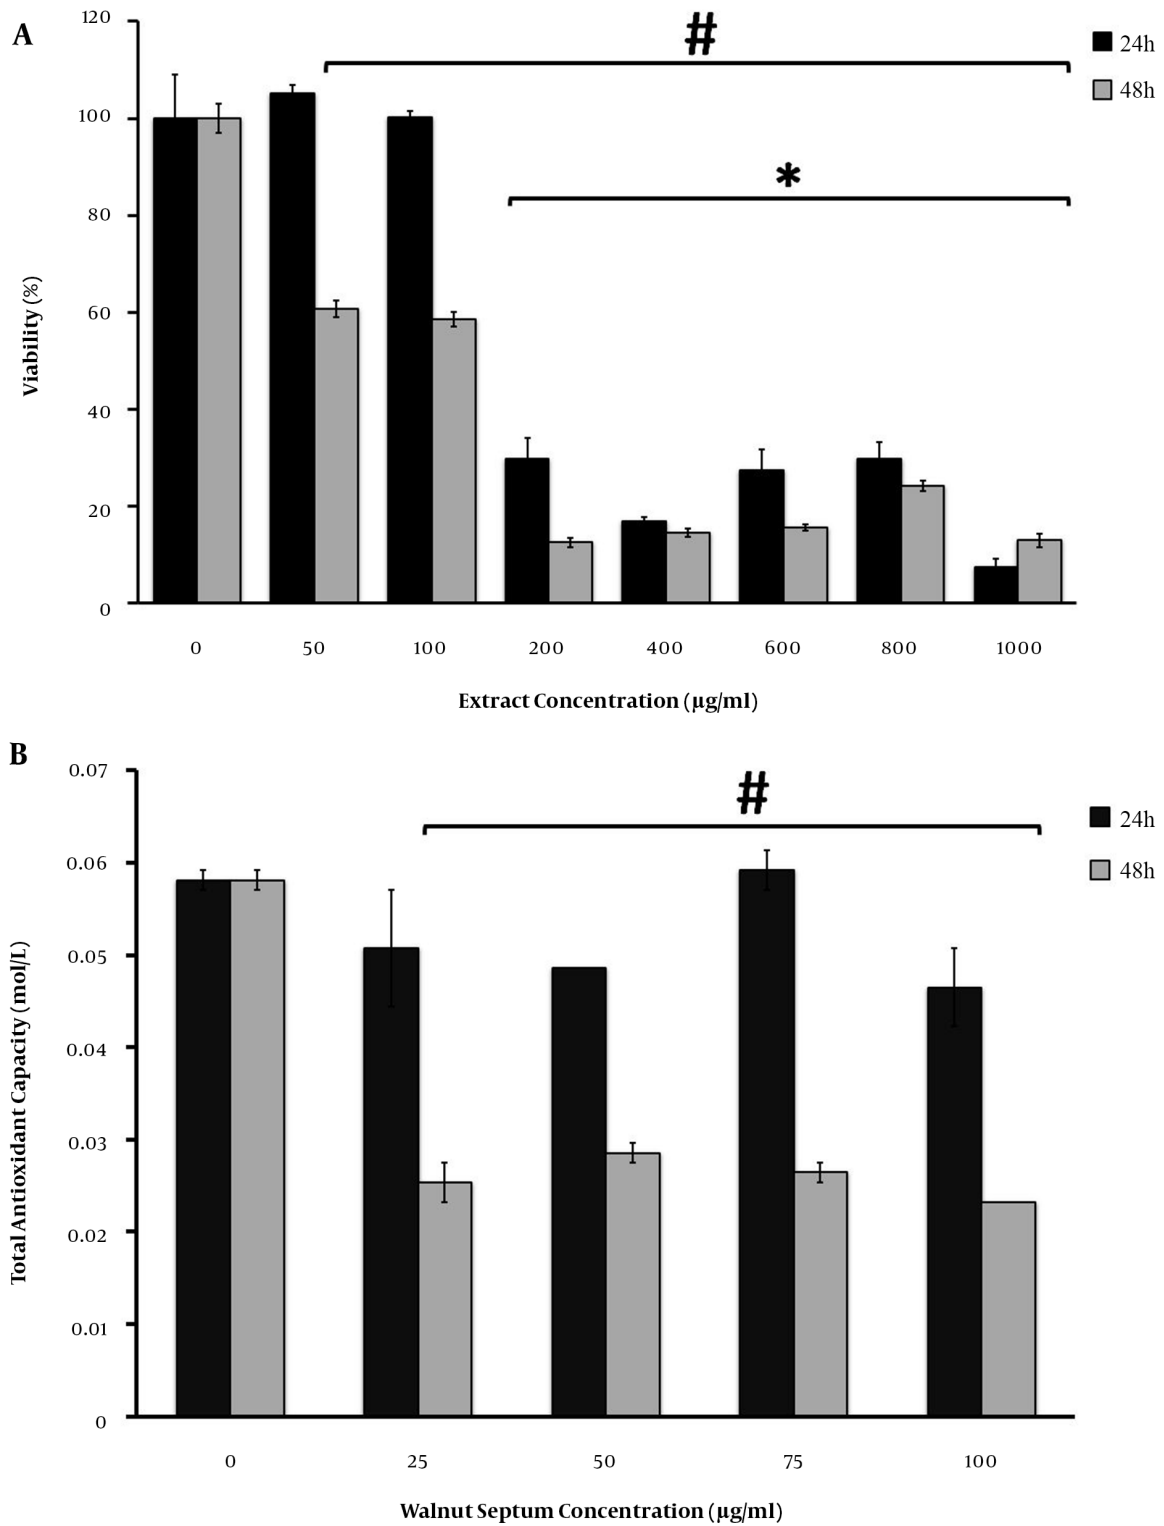 A
#
24h
48h
*
120
100
80
60
40
20
0
Viability (%)
0 50 100 200 400 600 800 1000
Extract Concentration (µg/ml)
B
#
24h
48h
0.07
0.06
0.05
0.04
0.03
0.02
0.01
0
Total Antioxidant Capacity (mol/L)
0 25 50 75 100
Walnut Septum Concentration (µg/ml)